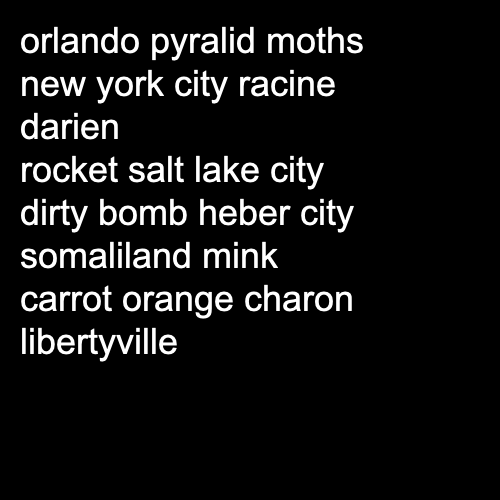 orlando pyralid moths
new york city racine
darien
rocket salt lake city
dirty bomb heber city
somaliland mink
carrot orange charon
libertyville